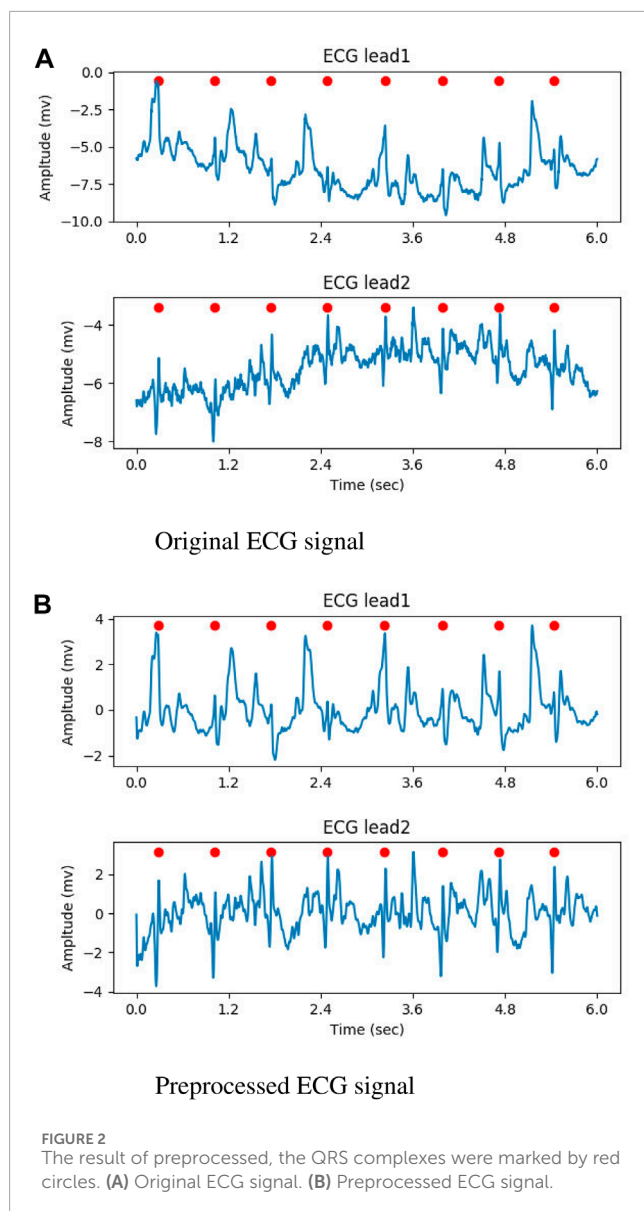 A
ECG lead1
Ampltude (mv)
0.0
−2.5
−5.0
−7.5
−10.0
0.0 1.2 2.4 3.6 4.8 6.0
ECG lead2
Ampltude (mv)
−4
−6
−8
0.0 1.2 2.4 3.6 4.8 6.0
Time (sec)
Original ECG signal
B
ECG lead1
Ampltude (mv)
4
2
0
−2
0.0 1.2 2.4 3.6 4.8 6.0
ECG lead2
Ampltude (mv)
2
0
−2
−4
0.0 1.2 2.4 3.6 4.8 6.0
Time (sec)
Preprocessed ECG signal
FIGURE 2
The result of preprocessed, the QRS complexes were marked by red
circles. (A) Original ECG signal. (B) Preprocessed ECG signal.